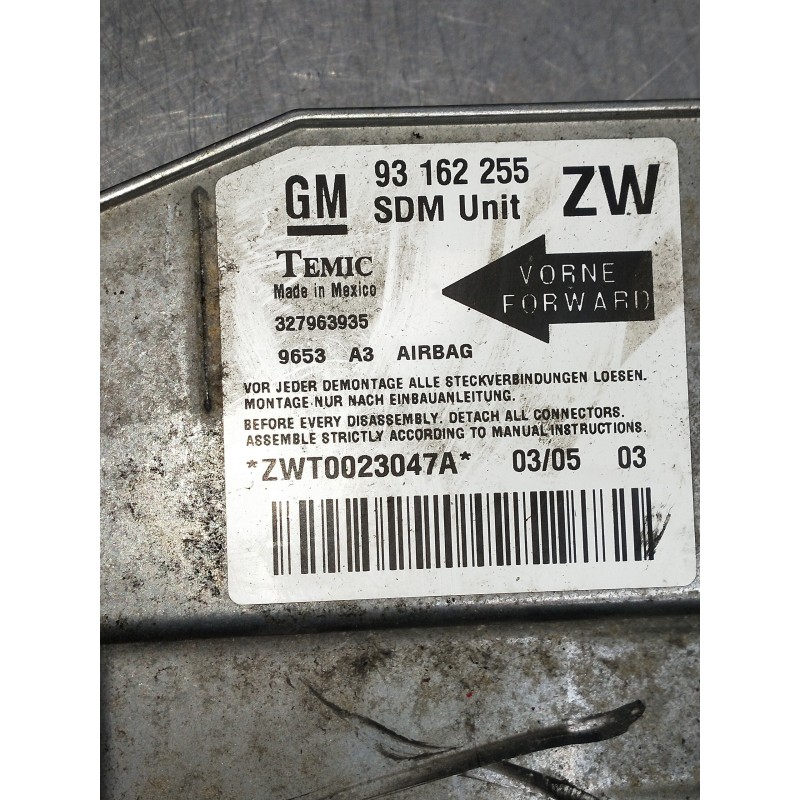 GM 93 162 255 ZW
SDM Unit
TEMIC
Made in Mexico
VORNE
FORWARD
327963935
9653 A3 AIRBAG
VOR JEDER DEMONTAGE ALLE STECKVERBINDUNGEN LOESEN.
MONTAGE NUR NACH EINBAUANLEITUNG.
BEFORE EVERY DISASSEMBLY. DETACH ALL CONNECTORS.
ASSEMBLE STRICTLY ACCORDING TO MANUAL INSTRUCTIONS.
*ZWT0023047A* 03/05 03